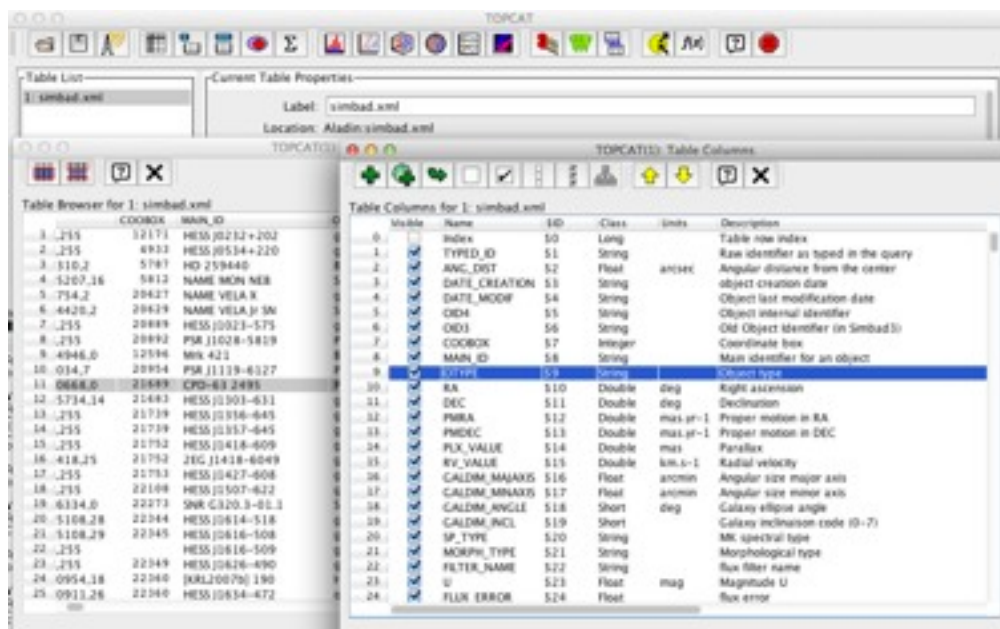 TOPCAT
Table List
Current Table Properties
1: simbad.xml
Label: simbad.xml
Location: Aladin:simbad.xml
TOPCAT(1)
Table Browser for 1: simbad.xml
COOBOX MAIN_ID
1 ,255 12171 HESS J0232+202
2 ,255 6933 HESS J0534+220
3 510,2 5787 HD 259440
4 5207,16 5812 NAME MON NEB
5 754,2 20627 NAME VELA X
6 4420,2 20629 NAME VELA Jr SN
7 ,255 20889 HESS J1023-575
8 ,255 20892 PSR J1028-5819
9 4946,0 12596 Mrk 421
10 034,7 20954 PSR J1119-6127
11 0668,0 21689 CPD-63 2495
12 5734,14 21683 HESS J1303-631
13 ,255 21739 HESS J1356-645
14 ,255 21739 HESS J1357-645
15 ,255 21752 HESS J1418-609
16 418,25 21752 2EG J1418-6049
17 ,255 21753 HESS J1427-608
18 ,255 22108 HESS J1507-622
19 6334,0 22273 SNR G320.3-01.1
20 5108,28 22344 HESS J1614-518
21 5108,29 22345 HESS J1616-508
22 ,255 HESS J1616-509
23 ,255 22349 HESS J1626-490
24 0954,18 22360 [KRL2007b] 190
25 0911,26 22360 HESS J1634-472
TOPCAT(1): Table Columns
Table Columns for 1: simbad.xml
Visible Name $ID Class Units Description
0 Index $0 Long Table row index
1 TYPED_ID $1 String Raw identifier as typed in the query
2 ANG_DIST $2 Float arcsec Angular distance from the center
3 DATE_CREATION $3 String object creation date
4 DATE_MODIF $4 String Object last modification date
5 OID4 $5 String Object internal identifier
6 OID3 $6 String Old Object Identifier (in Simbad3)
7 COOBOX $7 Integer Coordinate box
8 MAIN_ID $8 String Main identifier for an object
9 OTYPE $9 String Object type
10 RA $10 Double deg Right ascension
11 DEC $11 Double deg Declination
12 PMRA $12 Double mas.yr-1 Proper motion in RA
13 PMDEC $13 Double mas.yr-1 Proper motion in DEC
14 PLX_VALUE $14 Double mas Parallax
15 RV_VALUE $15 Double km.s-1 Radial velocity
16 GALDIM_MAJAXIS $16 Float arcmin Angular size major axis
17 GALDIM_MINAXIS $17 Float arcmin Angular size minor axis
18 GALDIM_ANGLE $18 Short deg Galaxy ellipse angle
19 GALDIM_INCL $19 Short Galaxy inclinaison code (0-7)
20 SP_TYPE $20 String MK spectral type
21 MORPH_TYPE $21 String Morphological type
22 FILTER_NAME $22 String flux filter name
23 U $23 Float mag Magnitude U
24 FLUX_ERROR $24 Float flux error